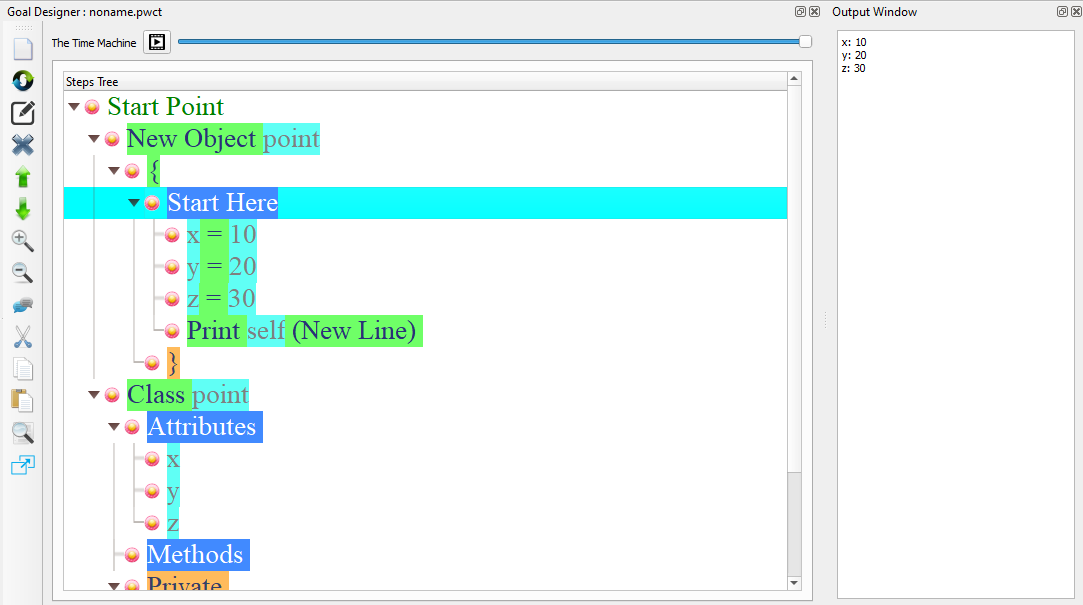 Goal Designer : noname.pwct
Output Window
The Time Machine
x: 10
y: 20
z: 30
Steps Tree
Start Point
New Object point
{
Start Here
x = 10
y = 20
z = 30
Print self (New Line)
}
Class point
Attributes
x
y
z
Methods
Private